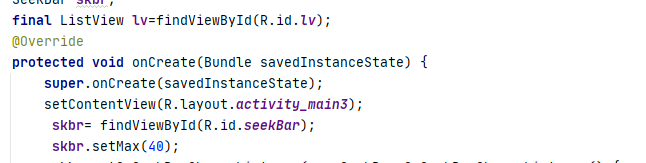 SeekBar skbr;
final ListView lv=findViewById(R.id.lv);
@Override
protected void onCreate(Bundle savedInstanceState) {
super.onCreate(savedInstanceState);
setContentView(R.layout.activity_main3);
skbr= findViewById(R.id.seekBar);
skbr.setMax(40);